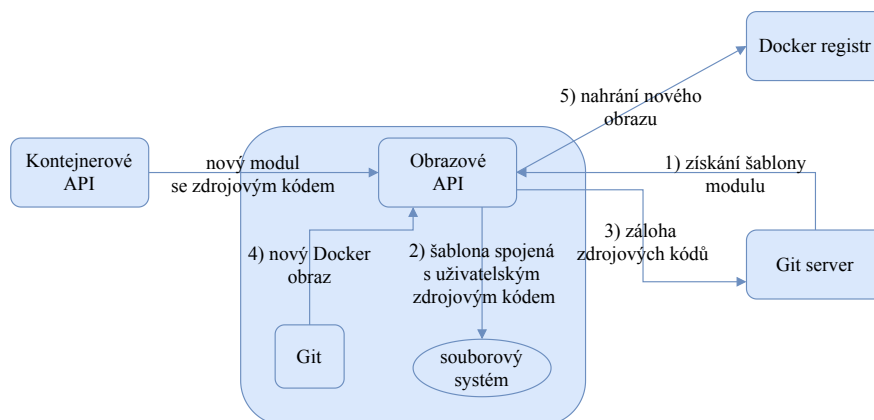 Docker registr
5) nahrání nového
obrazu
Kontejnerové
API
nový modul
se zdrojovým kódem
Obrazové
API
1) získání šablony
modulu
4) nový Docker
obraz
2) šablona spojená
s uživatelským
zdrojovým kódem
3) záloha
zdrojových kódů
Git server
Git
souborový
systém